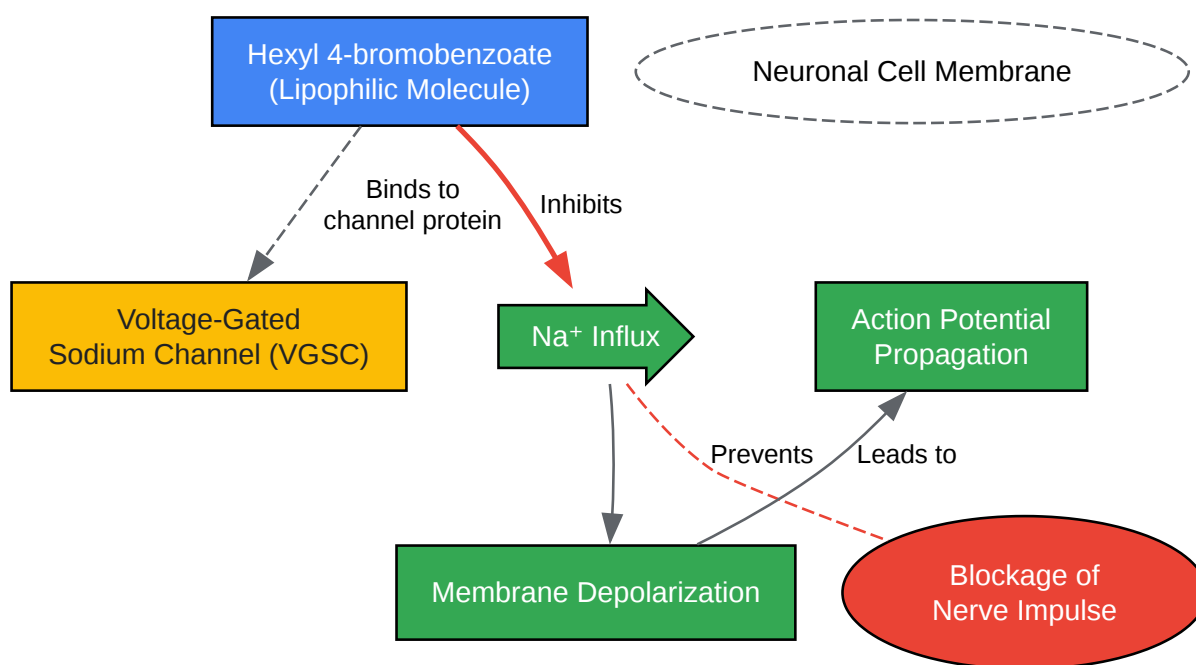 Hexyl 4-bromobenzoate
(Lipophilic Molecule)
Neuronal Cell Membrane
Binds to
channel protein
Inhibits
Voltage-Gated
Sodium Channel (VGSC)
Na⁺ Influx
Action Potential
Propagation
Prevents
Leads to
Membrane Depolarization
Blockage of
Nerve Impulse